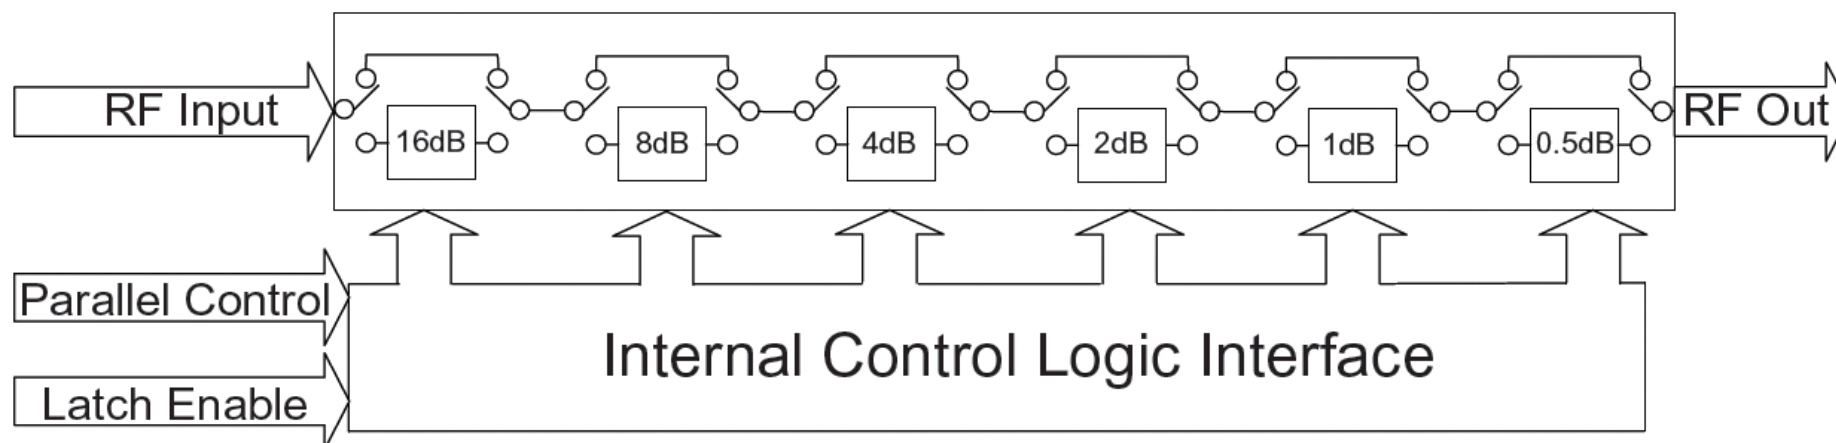 RF Input
16dB
8dB
4dB
2dB
1dB
0.5dB
RF Out
Parallel Control
Internal Control Logic Interface
Latch Enable